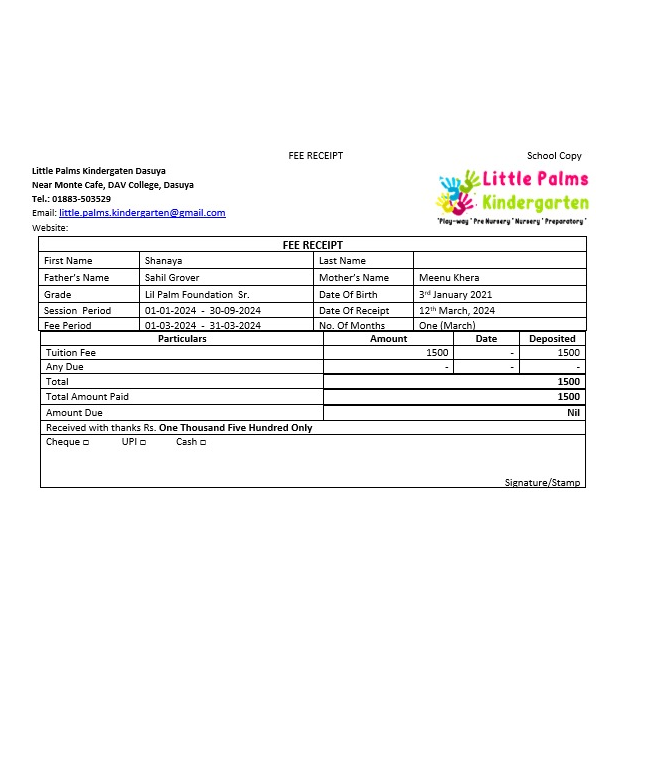 FEE RECEIPT School Copy
Little Palms Kindergaten Dasuya
Near Monte Cafe, DAV College, Dasuya
Tel.: 01883-503529
Email: little.palms.kindergarten@gmail.com
Website:
Little Palms
Kindergarten
"Play-way" Pre Nursery "Nursery" Preparatory"
FEE RECEIPT
First Name Shanaya Last Name
Father's Name Sahil Grover Mother's Name Meenu Khera
Grade Lil Palm Foundation Sr. Date Of Birth 3rd January 2021
Session Period 01-01-2024 - 30-09-2024 Date Of Receipt 12th March, 2024
Fee Period 01-03-2024 - 31-03-2024 No. Of Months One (March)
Particulars Amount Date Deposited
Tuition Fee 1500 - 1500
Any Due - - -
Total 1500
Total Amount Paid 1500
Amount Due Nil
Received with thanks Rs. One Thousand Five Hundred Only
Cheque □ UPI □ Cash □
Signature/Stamp